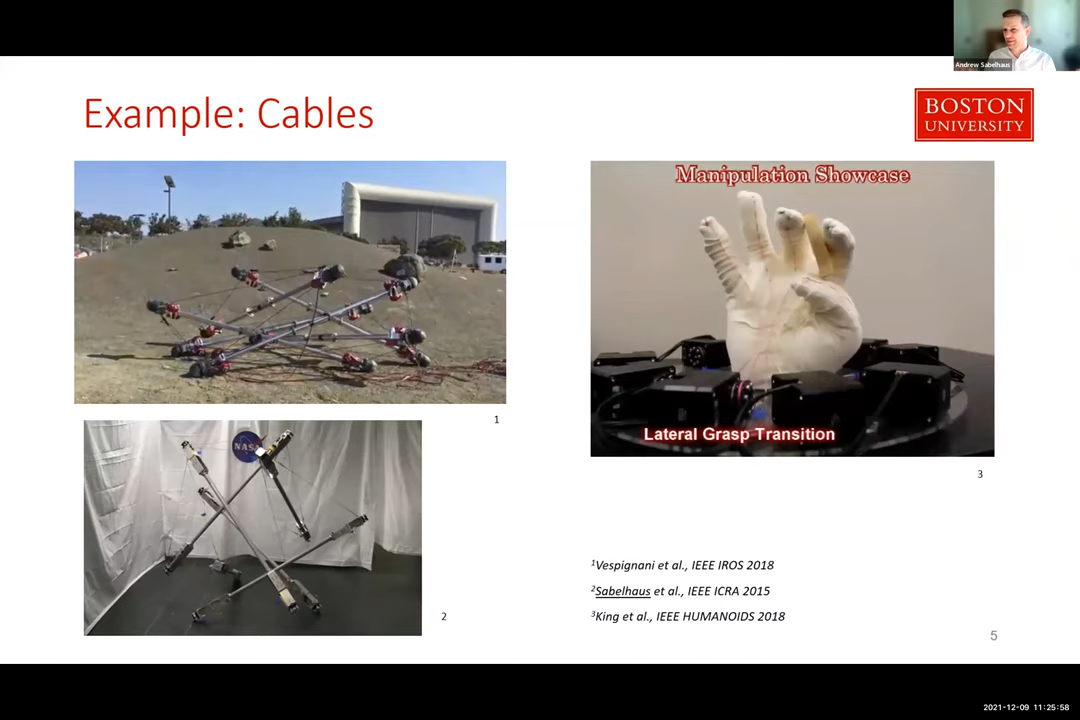 Andrew Sabelhaus
Example: Cables
BOSTON
UNIVERSITY
Manipulation Showcase
Lateral Grasp Transition
1
NASA
2
3
¹Vespignani et al., IEEE IROS 2018
²Sabelhaus et al., IEEE ICRA 2015
³King et al., IEEE HUMANOIDS 2018
5
2021-12-09 11:25:58